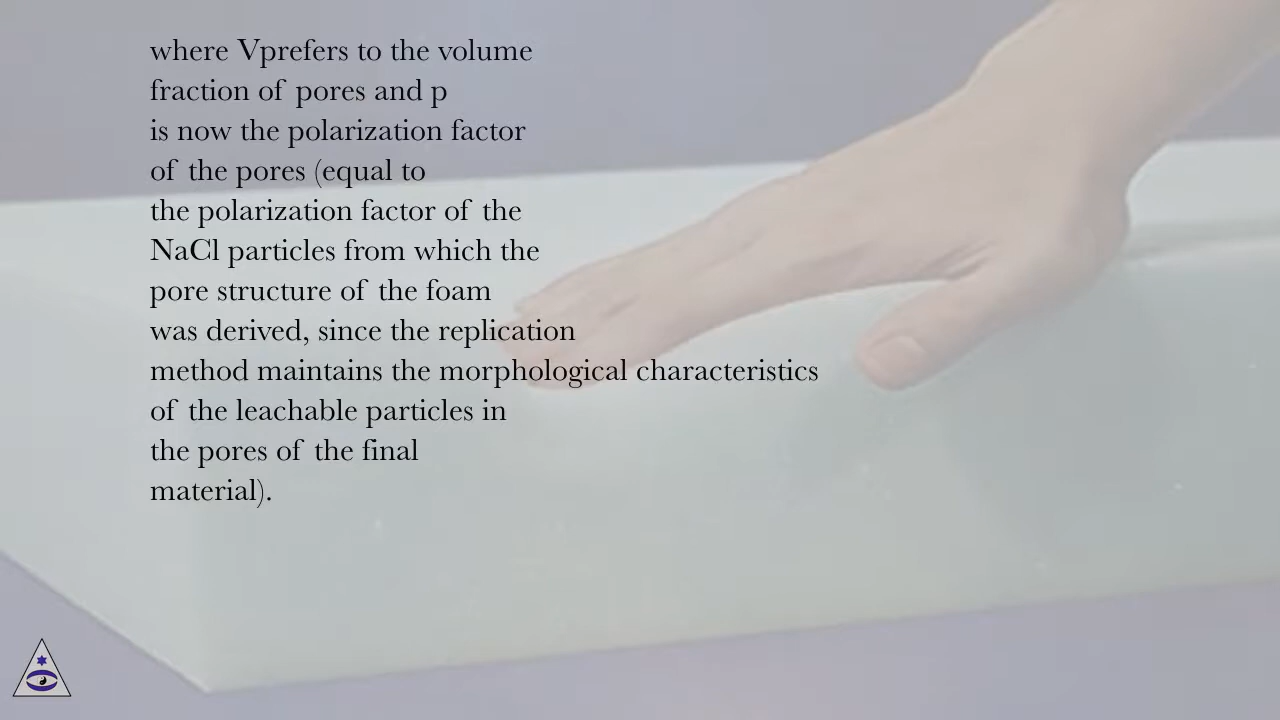 where Vprefers to the volume
fraction of pores and p
is now the polarization factor
of the pores (equal to
the polarization factor of the
NaCl particles from which the
pore structure of the foam
was derived, since the replication
method maintains the morphological characteristics
of the leachable particles in
the pores of the final
material).